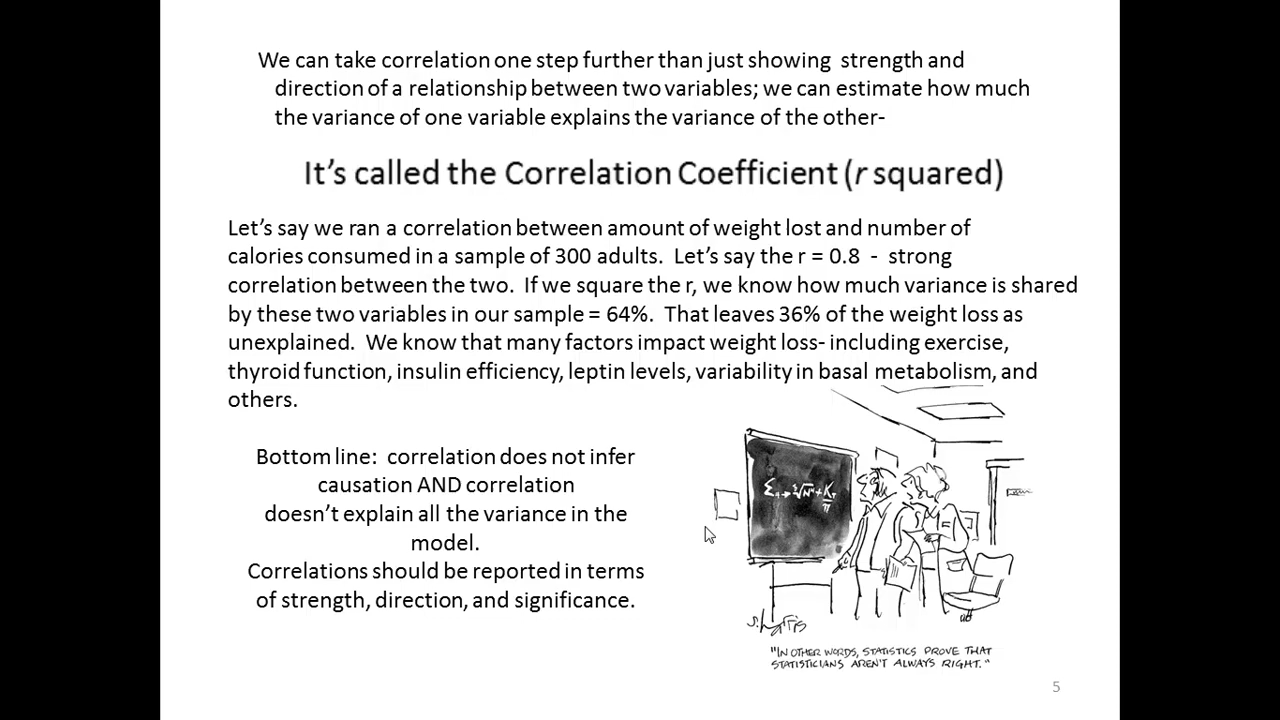 We can take correlation one step further than just showing strength and
direction of a relationship between two variables; we can estimate how much
the variance of one variable explains the variance of the other-
It's called the Correlation Coefficient (r squared)
Let's say we ran a correlation between amount of weight lost and number of
calories consumed in a sample of 300 adults. Let's say the r = 0.8 - strong
correlation between the two. If we square the r, we know how much variance is shared
by these two variables in our sample = 64%. That leaves 36% of the weight loss as
unexplained. We know that many factors impact weight loss- including exercise,
thyroid function, insulin efficiency, leptin levels, variability in basal metabolism, and
others.
Bottom line: correlation does not infer
causation AND correlation
doesn't explain all the variance in the
model.
Correlations should be reported in terms
of strength, direction, and significance.
"IN OTHER WORDS, STATISTICS PROVE THAT
STATISTICIANS AREN'T ALWAYS RIGHT."
5